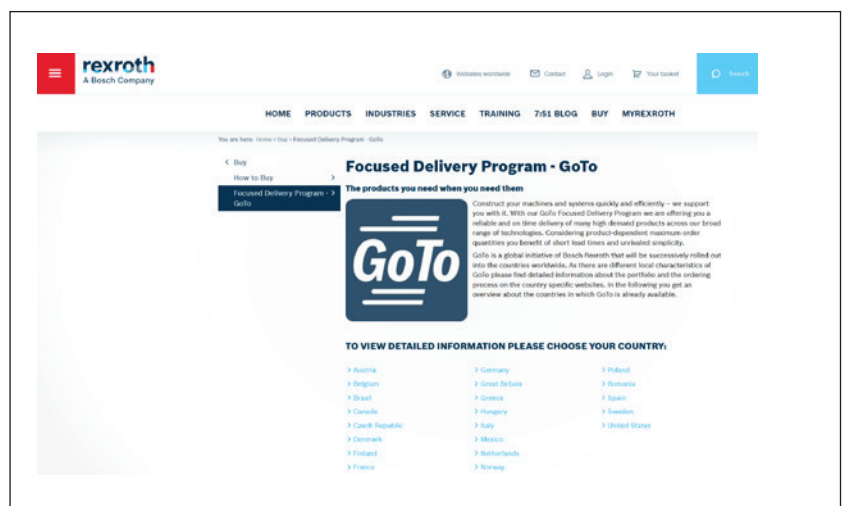 rexroth
A Bosch Company
Websites worldwide
Contact
Login
Your basket
Search
HOME PRODUCTS INDUSTRIES SERVICE TRAINING 7:51 BLOG BUY MYREXROTH
You are here: Home > Buy > Focused Delivery Program - GoTo
Buy
How to Buy
Focused Delivery Program -
GoTo
Focused Delivery Program - GoTo
The products you need when you need them
GoTo
Construct your machines and systems quickly and efficiently – we support
you with it. With our GoTo Focused Delivery Program we are offering you a
reliable and on time delivery of many high demand products across our broad
range of technologies. Considering product-dependent maximum order
quantities you benefit of short lead times and unrivaled simplicity.
GoTo is a global initiative of Bosch Rexroth that will be successively rolled out
into the countries worldwide. As there are different local characteristics of
GoTo please find detailed information about the portfolio and the ordering
process on the country specific websites. In the following you get an
overview about the countries in which GoTo is already available.
TO VIEW DETAILED INFORMATION PLEASE CHOOSE YOUR COUNTRY:
> Austria
> Belgium
> Brasil
> Canada
> Czech Republic
> Denmark
> Finland
> France
> Germany
> Great Britain
> Greece
> Hungary
> Italy
> Mexico
> Netherlands
> Norway
> Poland
> Romania
> Spain
> Sweden
> United States